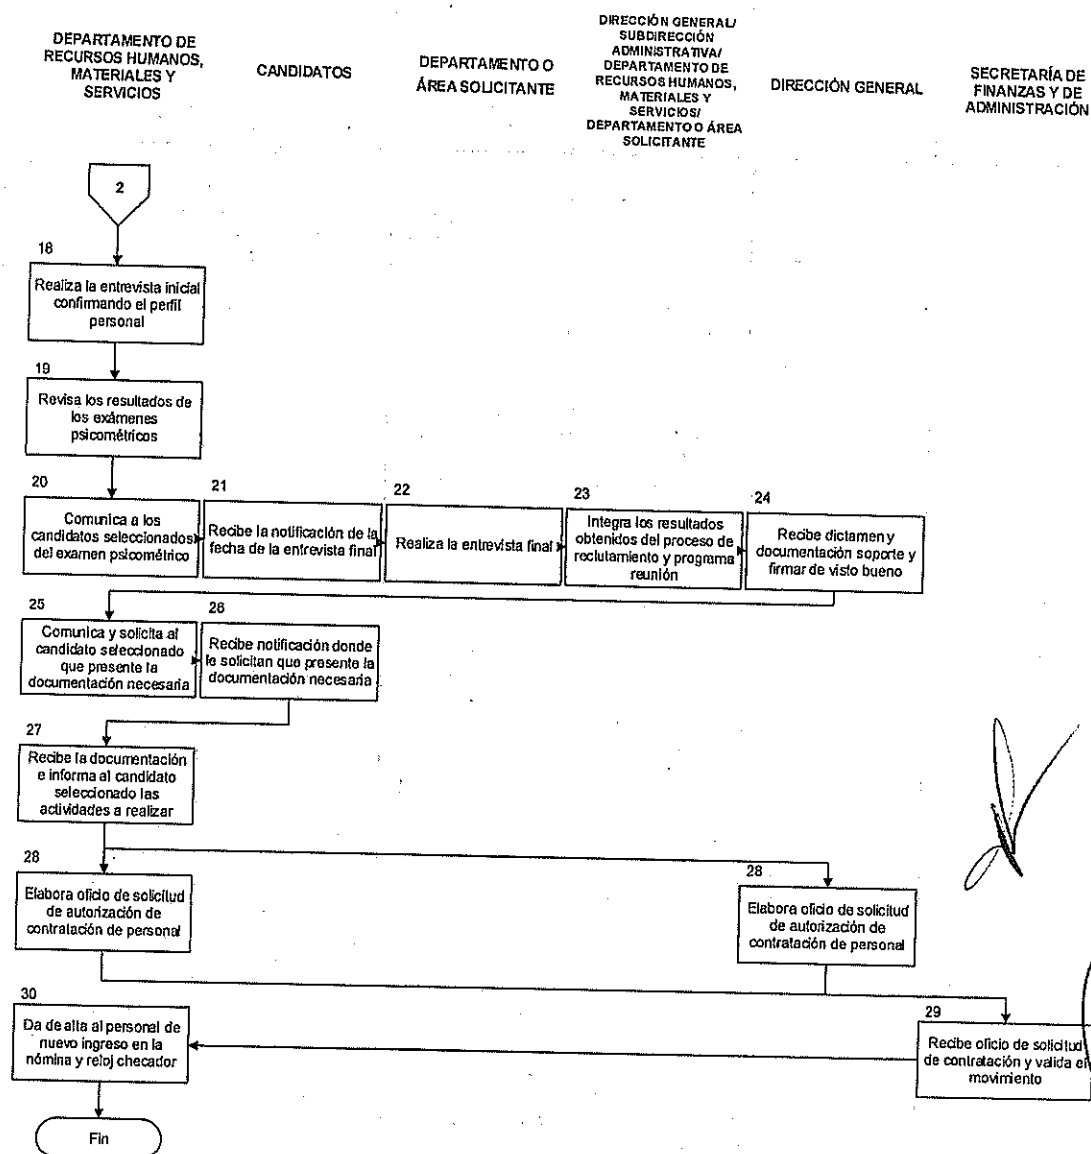 DEPARTAMENTO DE
RECURSOS HUMANOS,
MATERIALES Y
SERVICIOS
CANDIDATOS
DEPARTAMENTO O
ÁREA SOLICITANTE
DIRECCIÓN GENERAL/
SUBDIRECCIÓN
ADMINISTRATIVA/
DEPARTAMENTO DE
RECURSOS HUMANOS,
MATERIALES Y
SERVICIOS/
DEPARTAMENTO O ÁREA
SOLICITANTE
DIRECCIÓN GENERAL
SECRETARÍA DE
FINANZAS Y DE
ADMINISTRACIÓN
2
18
Realiza la entrevista inicial
confirmando el perfil
personal
19
Revisa los resultados de
los exámenes
psicométricos
20
Comunica a los
candidatos seleccionados
del examen psicométrico
21
Recibe la notificación de la
fecha de la entrevista final
22
Realiza la entrevista final
23
Integra los resultados
obtenidos del proceso de
reclutamiento y programa
reunión
24
Recibe dictamen y
documentación soporte y
firmar de visto bueno
25
Comunica y solicita al
candidato seleccionado
que presente la
documentación necesaria
26
Recibe notificación donde
le solicitan que presente la
documentación necesaria
27
Recibe la documentación
e informa al candidato
seleccionado las
actividades a realizar
28
Elabora oficio de solicitud
de autorización de
contratación de personal
28
Elabora oficio de solicitud
de autorización de
contratación de personal
29
Recibe oficio de solicitud
de contratación y valida el
movimiento
30
Da de alta al personal de
nuevo ingreso en la
nómina y reloj checador
Fin